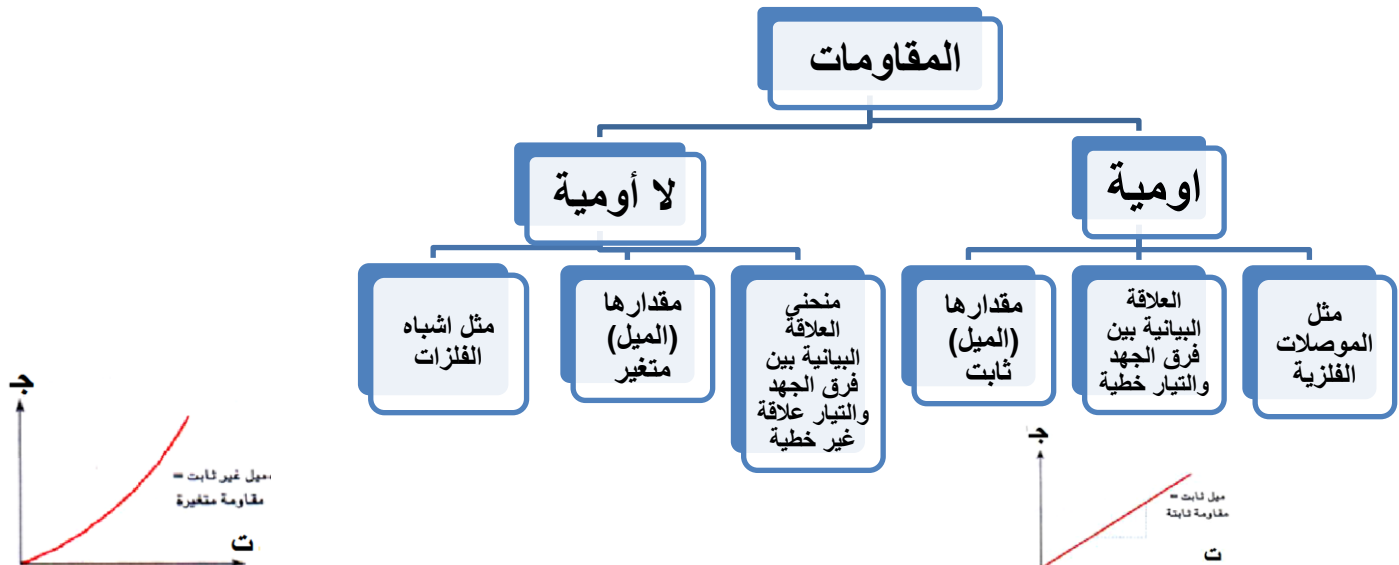 المقاومات
اومية
لا أومية
مثل
الموصلات
الفلزية
العلاقة
البيانية بين
فرق الجهد
والتيار خطية
مقدارها
(الميل)
ثابت
منحنى
العلاقة
البيانية بين
فرق الجهد
والتيار علاقة
غير خطية
مقدارها
(الميل)
متغير
مثل اشباه
الفلزات
جـ
ميل ثابت =
مقاومة ثابتة
ت
جـ
ميل غير ثابت =
مقاومة متغيرة
ت